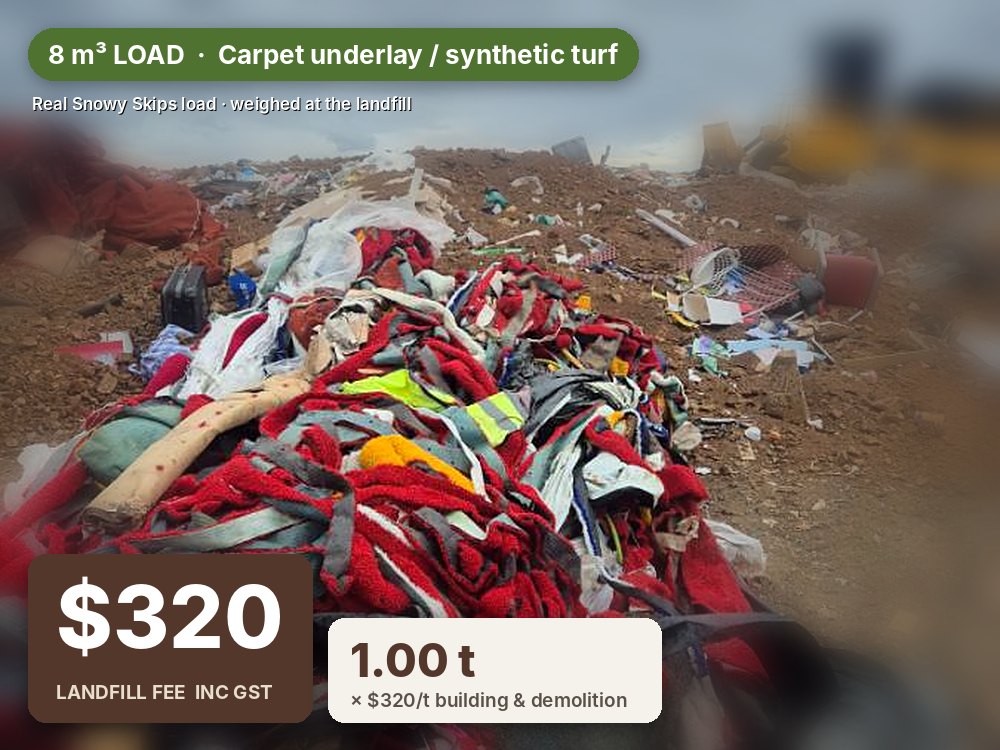 8 m³ LOAD · Carpet underlay / synthetic turf
Real Snowy Skips load · weighed at the landfill
$320
LANDFILL FEE INC GST
1.00 t
× $320/t building & demolition